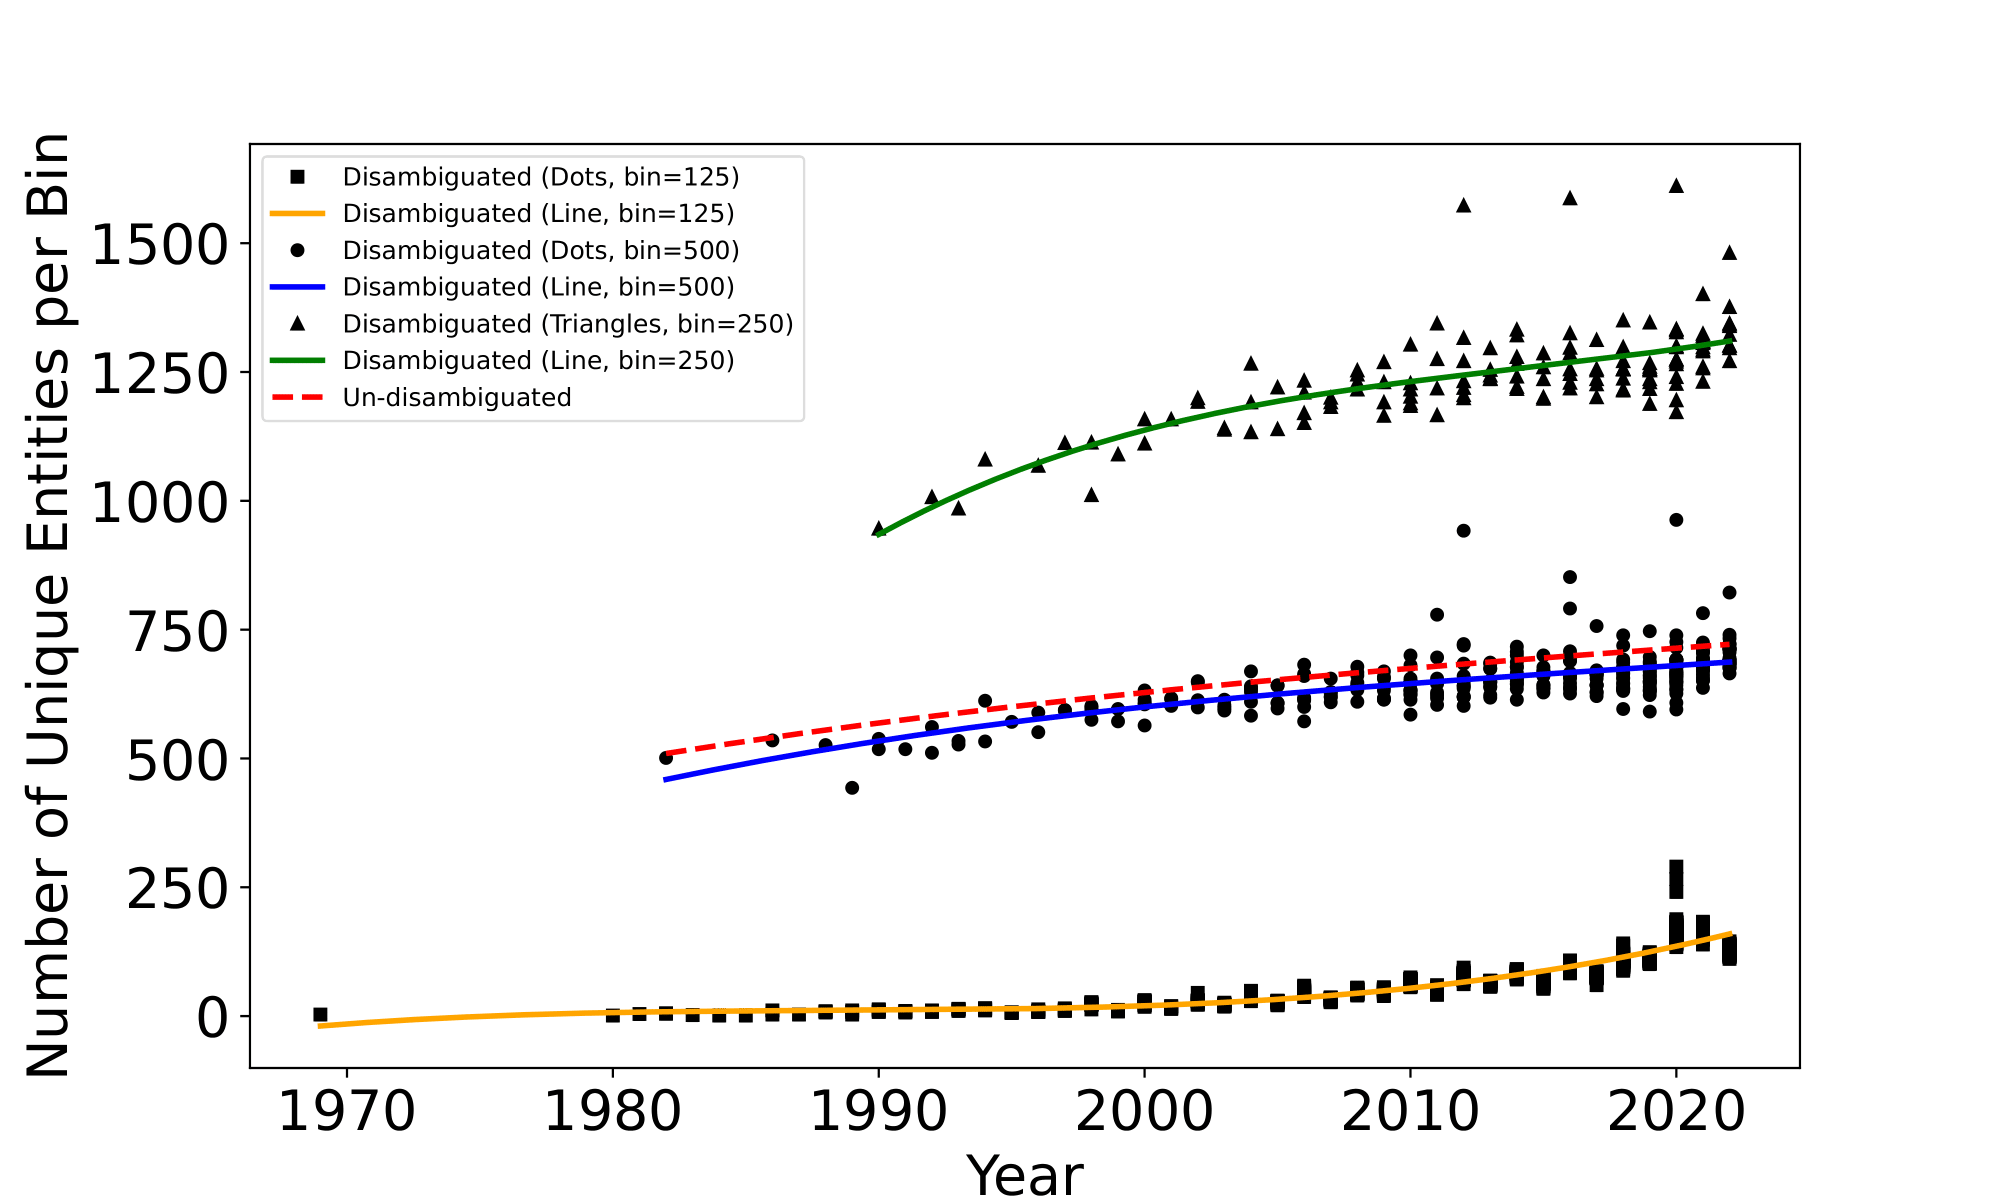 Disambiguated (Dots, bin=125)
Disambiguated (Line, bin=125)
Disambiguated (Dots, bin=500)
Disambiguated (Line, bin=500)
Disambiguated (Triangles, bin=250)
Disambiguated (Line, bin=250)
Un-disambiguated
Number of Unique Entities per Bin
1500
1250
1000
750
500
250
0
1970 1980 1990 2000 2010 2020
Year